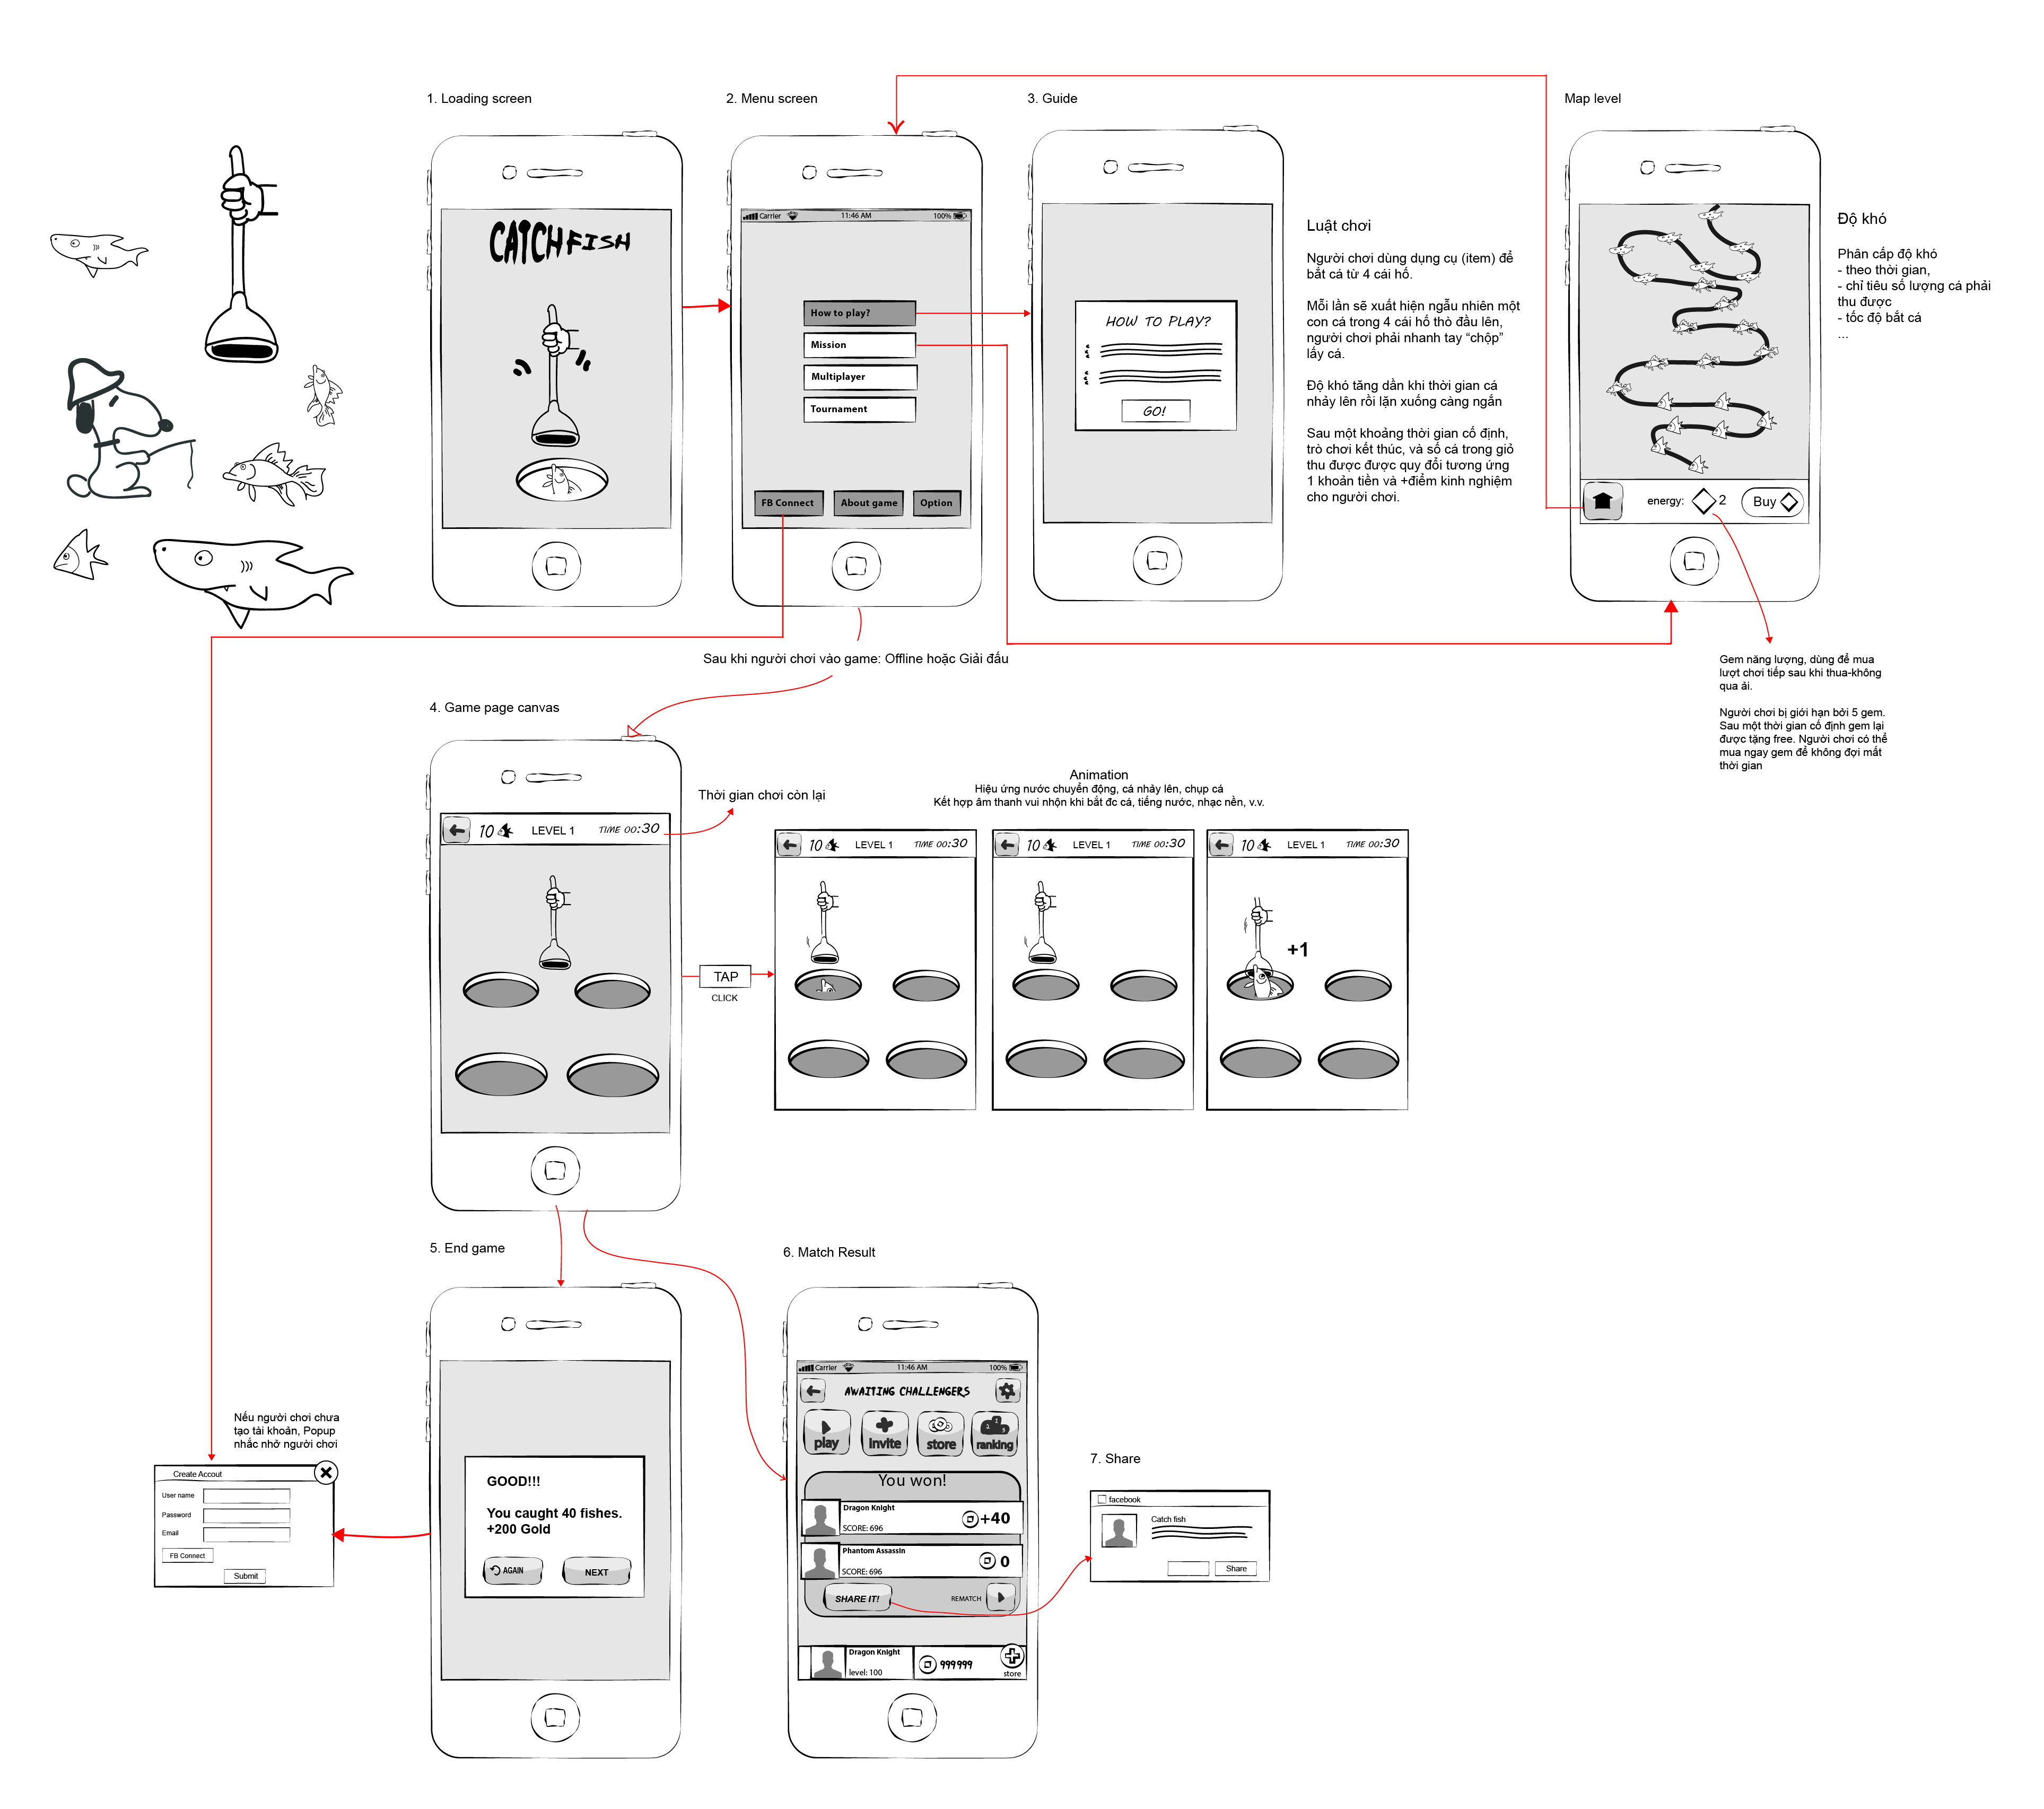 1. Loading screen
CATCHFISH
2. Menu screen
Carrier 11:46 AM 100%
How to play?
Mission
Multiplayer
Tournament
FB Connect
About game
Option
3. Guide
HOW TO PLAY?
GO!
Luật chơi
Người chơi dùng dụng cụ (item) để
bắt cá từ 4 cái hố.
Mỗi lần sẽ xuất hiện ngẫu nhiên một
con cá trong 4 cái hố thò đầu lên,
người chơi phải nhanh tay “chộp”
lấy cá.
Độ khó tăng dần khi thời gian cá
nhảy lên rồi lặn xuống càng ngắn
Sau một khoảng thời gian cố định,
trò chơi kết thúc, và số cá trong giỏ
thu được được quy đổi tương ứng
1 khoản tiền và +điểm kinh nghiệm
cho người chơi.
Map level
energy: 2
Buy
Độ khó
Phân cấp độ khó
- theo thời gian,
- chỉ tiêu số lượng cá phải
thu được
- tốc độ bắt cá
...
Gem năng lượng, dùng để mua
lượt chơi tiếp sau khi thua-không
qua ải.
Người chơi bị giới hạn bởi 5 gem.
Sau một thời gian cố định gem lại
được tặng free. Người chơi có thể
mua ngay gem để không đợi mất
thời gian
Sau khi người chơi vào game: Offline hoặc Giải đấu
4. Game page canvas
10 LEVEL 1 TIME 00:30
Thời gian chơi còn lại
TAP
CLICK
Animation
Hiệu ứng nước chuyển động, cá nhảy lên, chụp cá
Kết hợp âm thanh vui nhộn khi bắt đc cá, tiếng nước, nhạc nền, v.v.
10 LEVEL 1 TIME 00:30
10 LEVEL 1 TIME 00:30
10 LEVEL 1 TIME 00:30
+1
5. End game
GOOD!!!
You caught 40 fishes.
+200 Gold
AGAIN
NEXT
Nếu người chơi chưa
tạo tài khoản, Popup
nhắc nhở người chơi
Create Accout
User name
Password
Email
FB Connect
Submit
6. Match Result
Carrier 11:46 AM 100%
AWAITING CHALLENGERS
play
invite
store
1 2 3
ranking
You won!
Dragon Knight
SCORE: 696
+40
Phantom Assassin
SCORE: 696
0
SHARE IT!
REMATCH
Dragon Knight
level: 100
999999
store
7. Share
facebook
Catch fish
Share